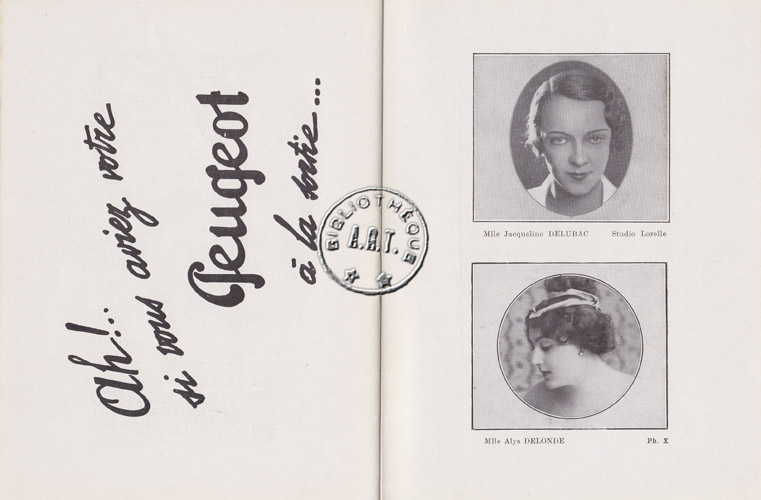 Ah!..
si vous aviez votre
Peugeot
à la sortie...
BIBLIOTHÈQUE
A.R.T.
Mlle Jacqueline DELUBAC Studio Lorelle
Mlle Alys DELONDE Ph. X